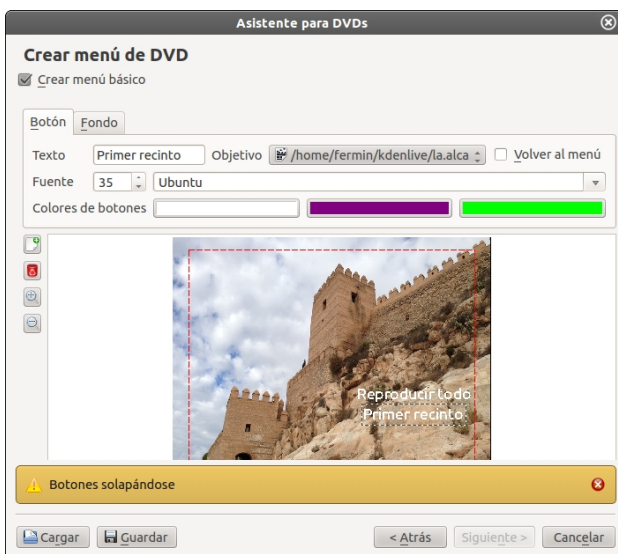 Asistente para DVDs
Crear menú de DVD
Crear menú básico
Botón Fondo
Texto Primer recinto Objetivo /home/fermin/kdenlive/la.alca Volver al menú
Fuente 35 Ubuntu
Colores de botones
Reproducir todo
Primer recinto
Botones solapándose
Cargar Guardar < Atrás Siguiente > Cancelar